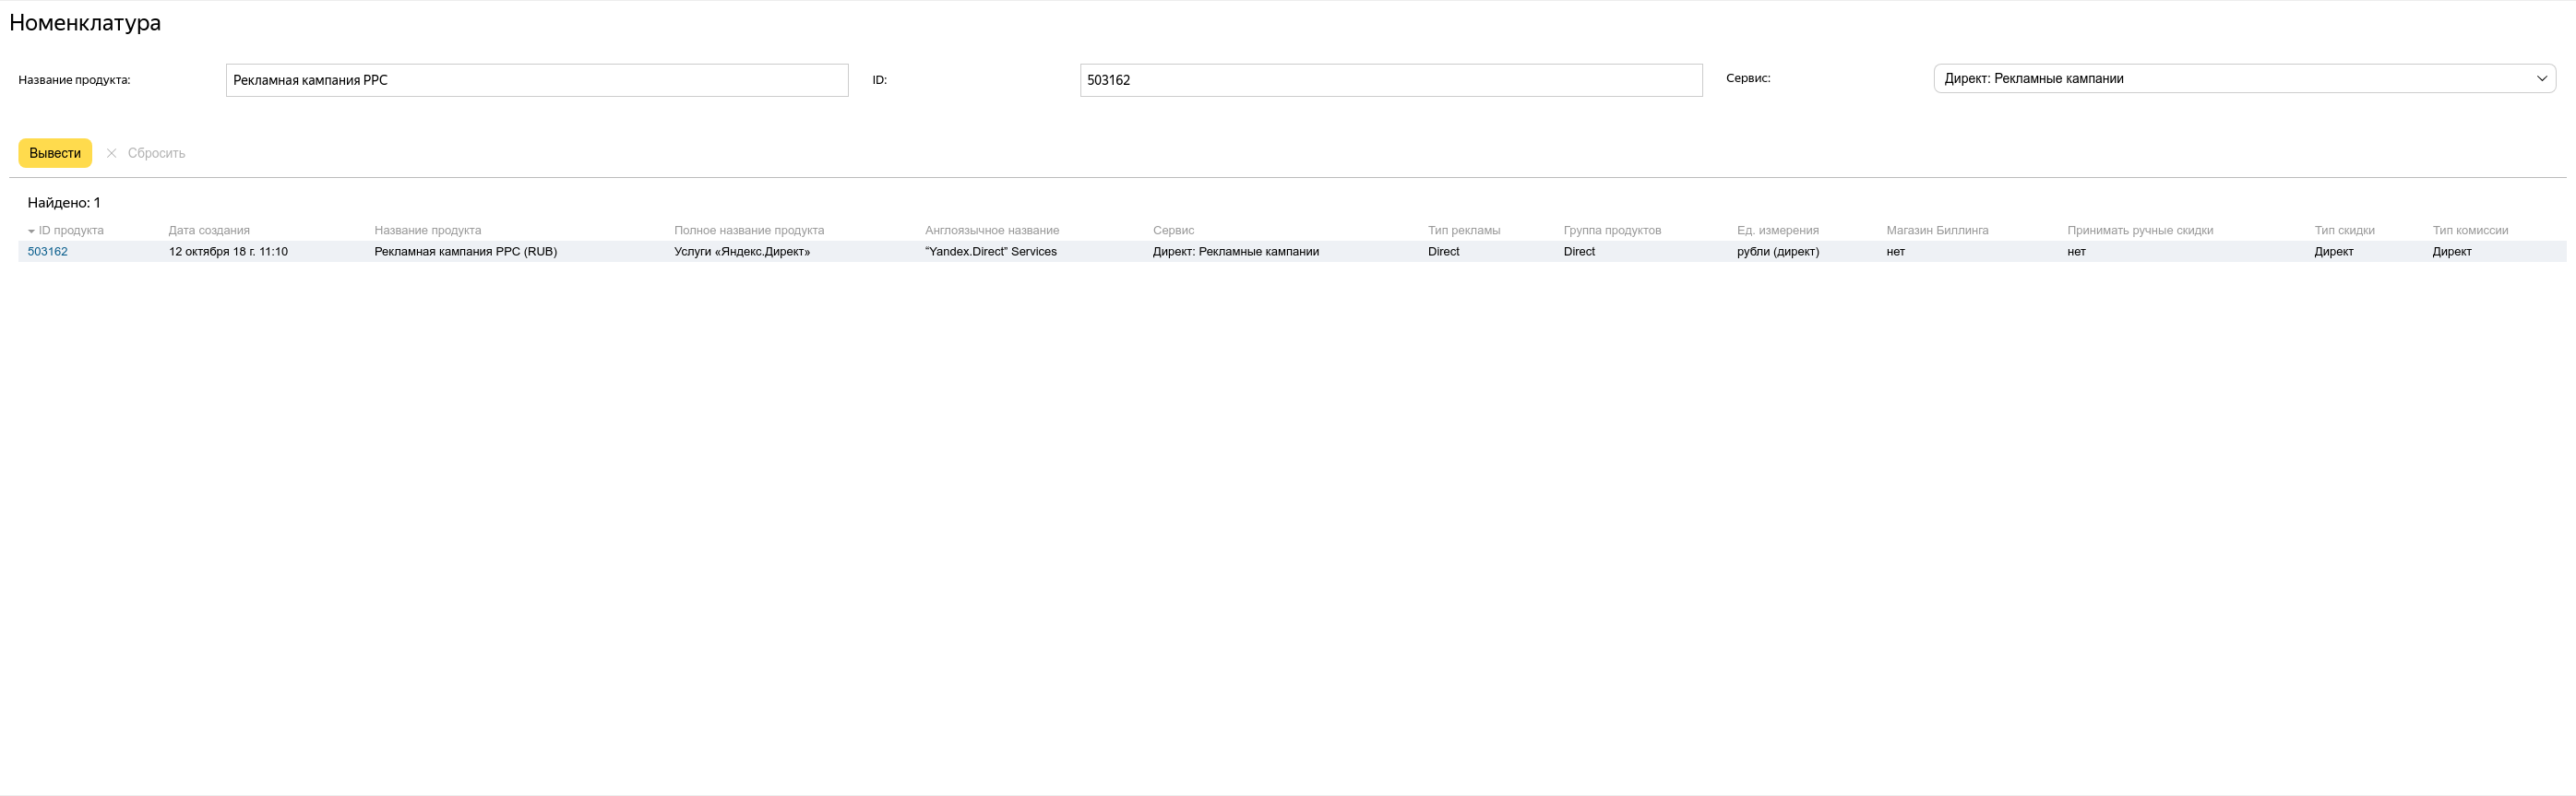 Номенклатура
Название продукта: Рекламная кампания PPC ID: 503162 Сервис: Директ: Рекламные кампании
Вывести Сбросить
Найдено: 1
ID продукта Дата создания Название продукта Полное название продукта Англоязычное название Сервис Тип рекламы Группа продуктов Ед. измерения Магазин Биллинга Принимать ручные скидки Тип скидки Тип комиссии
503162 12 октября 18 г. 11:10 Рекламная кампания PPC (RUB) Услуги «Яндекс.Директ» “Yandex.Direct” Services Директ: Рекламные кампании Direct Direct рубли (директ) нет нет Директ Директ